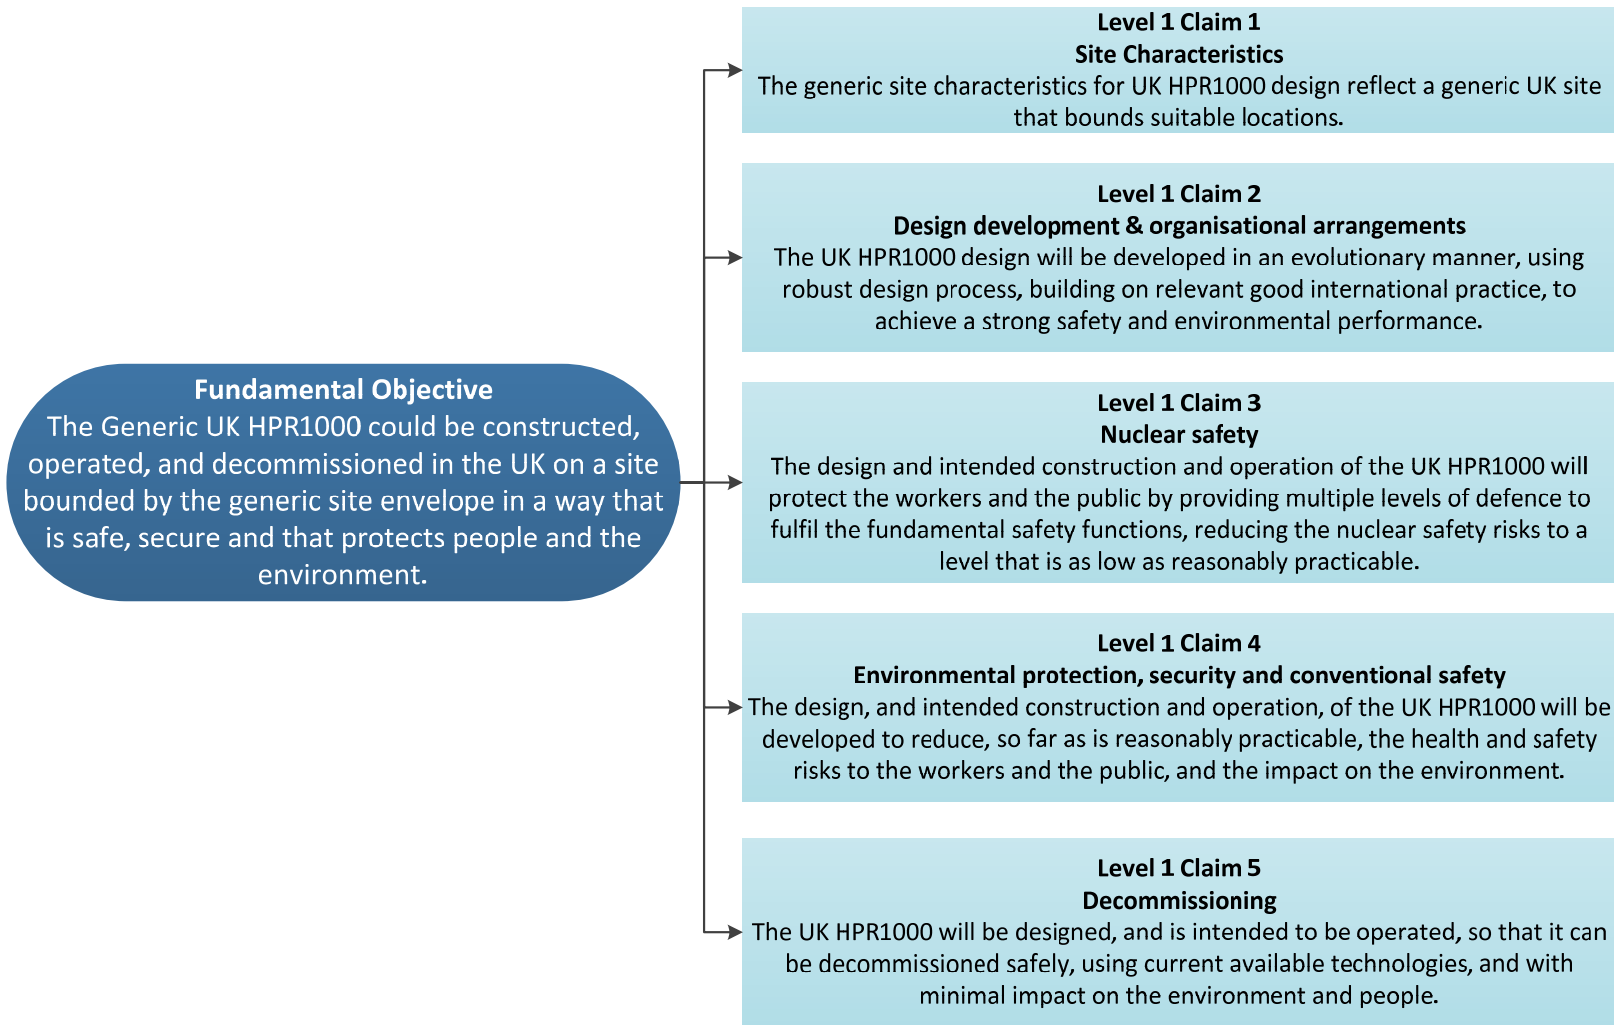 Fundamental Objective
The Generic UK HPR1000 could be constructed,
operated, and decommissioned in the UK on a site
bounded by the generic site envelope in a way that
is safe, secure and that protects people and the
environment.
Level 1 Claim 1
Site Characteristics
The generic site characteristics for UK HPR1000 design reflect a generic UK site
that bounds suitable locations.
Level 1 Claim 2
Design development & organisational arrangements
The UK HPR1000 design will be developed in an evolutionary manner, using
robust design process, building on relevant good international practice, to
achieve a strong safety and environmental performance.
Level 1 Claim 3
Nuclear safety
The design and intended construction and operation of the UK HPR1000 will
protect the workers and the public by providing multiple levels of defence to
fulfil the fundamental safety functions, reducing the nuclear safety risks to a
level that is as low as reasonably practicable.
Level 1 Claim 4
Environmental protection, security and conventional safety
The design, and intended construction and operation, of the UK HPR1000 will be
developed to reduce, so far as is reasonably practicable, the health and safety
risks to the workers and the public, and the impact on the environment.
Level 1 Claim 5
Decommissioning
The UK HPR1000 will be designed, and is intended to be operated, so that it can
be decommissioned safely, using current available technologies, and with
minimal impact on the environment and people.